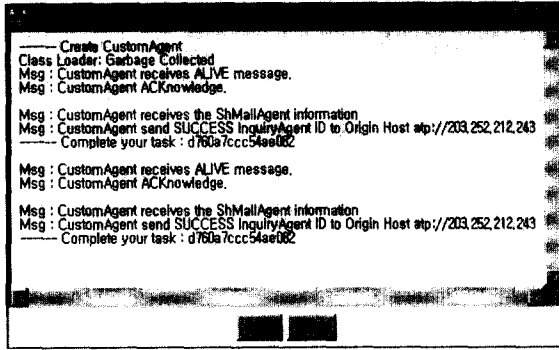 ------ Create CustomAgent
Class Loader: Garbage Collected
Msg : CustomAgent receives ALIVE message,
Msg : CustomAgent ACKnowledge,
Msg : CustomAgent receives the ShMallAgent information
Msg : CustomAgent send SUCCESS InquiryAgent ID to Origin Host atp://203,252,212,243
------ Complete your task : d760a7ccc54ae082
Msg : CustomAgent receives ALIVE message,
Msg : CustomAgent ACKnowledge,
Msg : CustomAgent receives the ShMallAgent information
Msg : CustomAgent send SUCCESS InquiryAgent ID to Origin Host atp://203,252,212,243
------ Complete your task : d760a7ccc54ae082